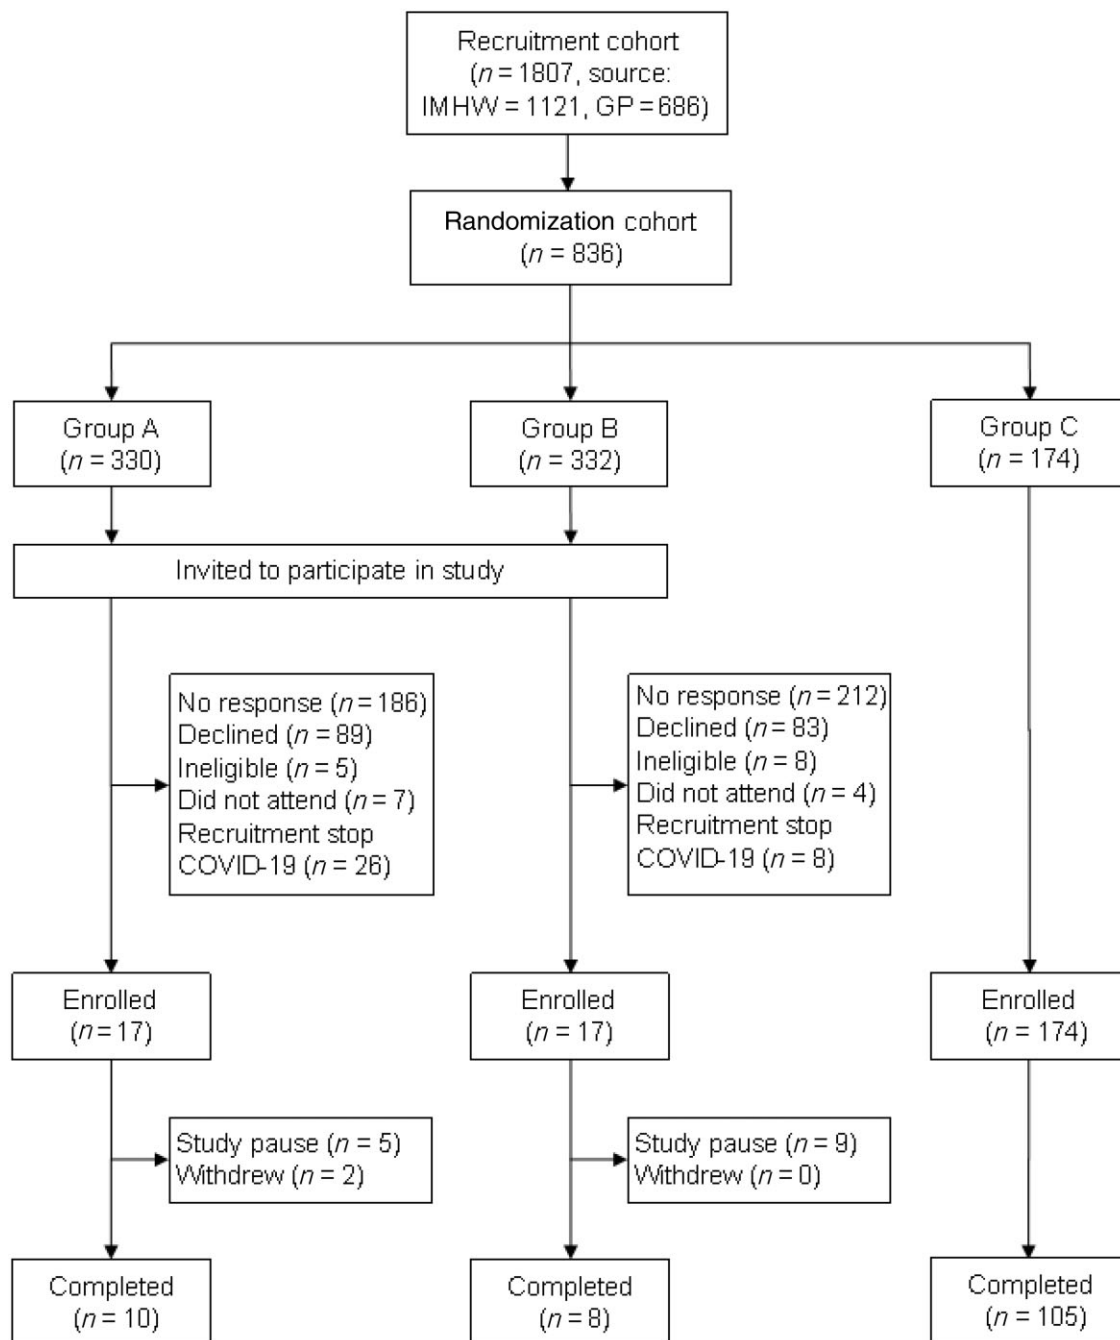 Recruitment cohort
(n = 1807, source:
IMHW = 1121, GP = 686)
Randomization cohort
(n = 836)
Group A
(n = 330)
Group B
(n = 332)
Group C
(n = 174)
Invited to participate in study
No response (n = 186)
Declined (n = 89)
Ineligible (n = 5)
Did not attend (n = 7)
Recruitment stop
COVID-19 (n = 26)
No response (n = 212)
Declined (n = 83)
Ineligible (n = 8)
Did not attend (n = 4)
Recruitment stop
COVID-19 (n = 8)
Enrolled
(n = 17)
Enrolled
(n = 17)
Enrolled
(n = 174)
Study pause (n = 5)
Withdrew (n = 2)
Study pause (n = 9)
Withdrew (n = 0)
Completed
(n = 10)
Completed
(n = 8)
Completed
(n = 105)